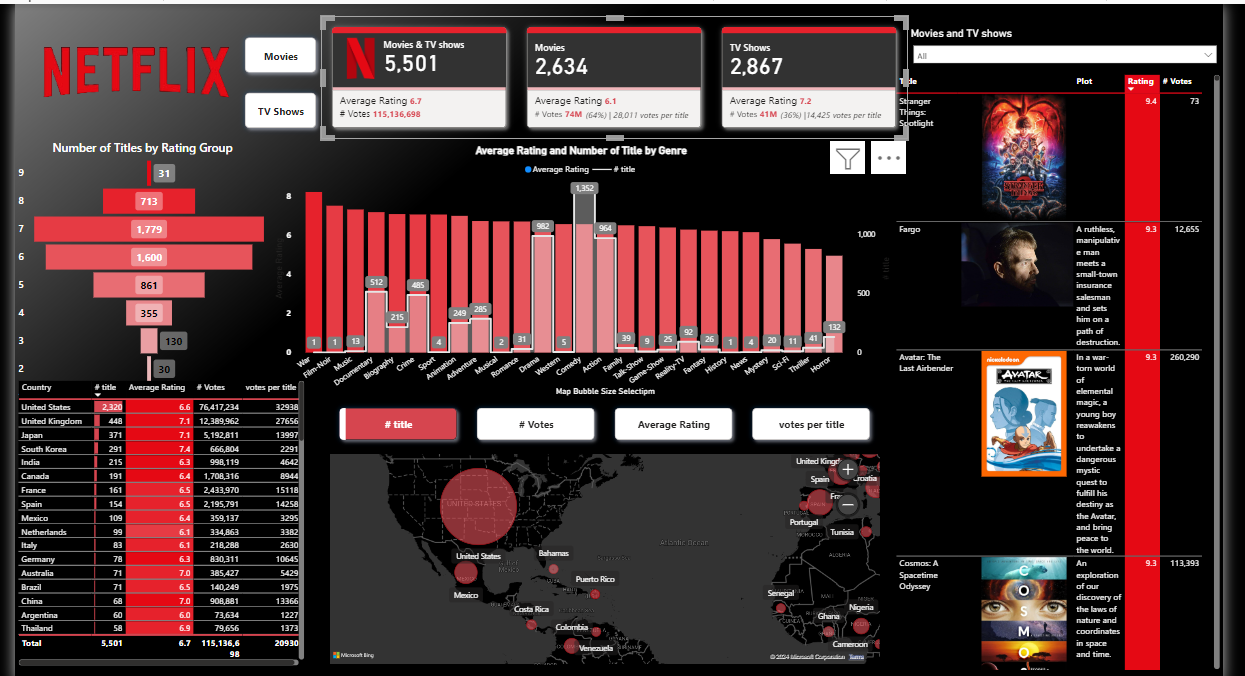 NETFLIX
Movies
TV Shows
Movies & TV shows
5,501
Average Rating 6.7
# Votes 115,136,698
Movies
2,634
Average Rating 6.1
# Votes 74M (64%) | 28,011 votes per title
TV Shows
2,867
Average Rating 7.2
# Votes 41M (36%) |14,425 votes per title
Movies and TV shows
All
Number of Titles by Rating Group
9
31
8
713
7
1,779
6
1,600
5
861
4
355
3
130
2
30
Average Rating and Number of Title by Genre
Average Rating
# title
8
6
4
2
0
Average Rating
1,000
500
0
# title
1
1
13
512
215
485
4
249
285
2
31
982
5
1,352
964
39
9
25
92
26
1
4
20
11
41
132
War
Film-Noir
Music
Documentary
Biography
Crime
Sport
Animation
Adventure
Musical
Romance
Drama
Western
Comedy
Action
Family
Talk-Show
Game-Show
Reality-TV
Fantasy
History
News
Mystery
Sci-Fi
Thriller
Horror
Country # title Average Rating # Votes votes per title
United States 2,320 6.6 76,417,234 32938
United Kingdom 448 7.1 12,389,962 27656
Japan 371 7.1 5,192,811 13997
South Korea 291 7.4 666,804 2291
India 215 6.3 998,119 4642
Canada 191 6.4 1,708,316 8944
France 161 6.5 2,433,970 15118
Spain 154 6.5 2,195,791 14258
Mexico 109 6.4 359,137 3295
Netherlands 99 6.1 334,863 3382
Italy 83 6.1 218,288 2630
Germany 78 6.3 830,311 10645
Australia 71 7.0 385,427 5429
Brazil 71 6.5 140,249 1975
China 68 7.0 908,881 13366
Argentina 60 6.0 73,634 1227
Thailand 58 6.9 79,656 1373
Total 5,501 6.7 115,136,6
98 20930
Map Bubble Size Selectipm
# title
# Votes
Average Rating
votes per title
UNITED STATES
United States
Mexico
Bahamas
Puerto Rico
Costa Rica
Colombia
Venezuela
Atlantic Ocean
United Kingd
Spain
Croatia
Portugal
MOROCCO
Tunisia
ALGERIA
Senegal
MALI
NIGER
Ghana
Nigeria
Cameroon
Microsoft Bing
© 2024 Microsoft Corporation Terms
Title Plot Rating # Votes
Stranger
Things:
Spotlight
9.4 73
Fargo
A ruthless,
manipulativ
e man
meets a
small-town
insurance
salesman
and sets
him on a
path of
destruction.
9.3 12,655
Avatar: The
Last Airbender
nickelodeon
AVATAR
In a war-
torn world
of
elemental
magic, a
young boy
reawakens
to
undertake a
dangerous
mystic
quest to
fulfill his
destiny as
the Avatar,
and bring
peace to
the world.
9.3 260,290
Cosmos: A
Spacetime
Odyssey
C
O
S
M
O
An
exploration
of our
discovery of
the laws of
nature and
coordinates
in space
and time.
9.3 113,393